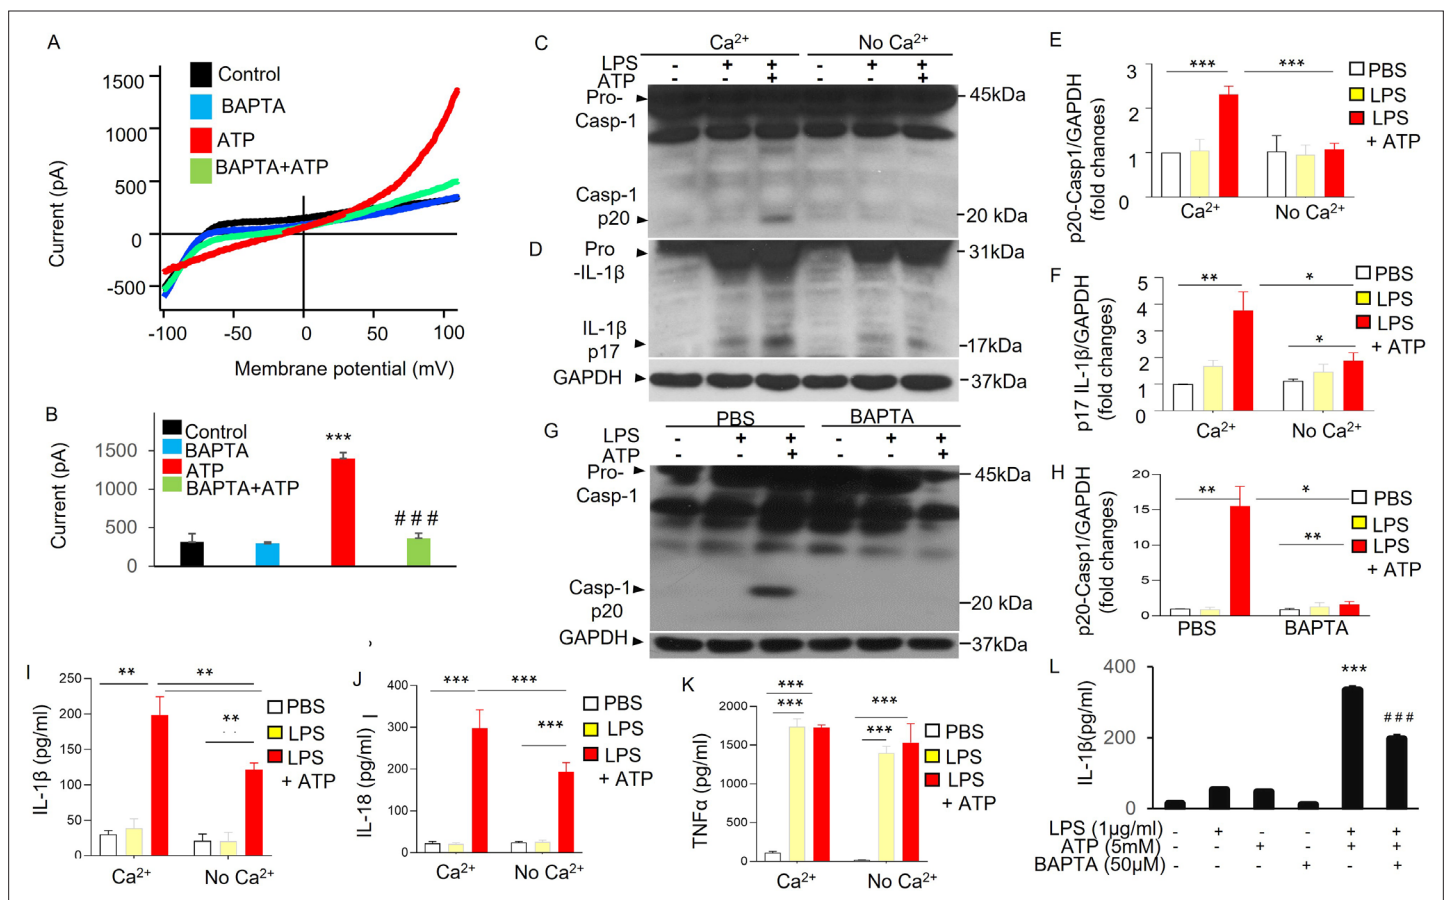 A
1500
1000
500
0
-500
-100
-50
0
50
100
Current (pA)
Membrane potential (mV)
Control
BAPTA
ATP
BAPTA+ATP
B
Current (pA)
1500
1000
500
0
Control
BAPTA
ATP
BAPTA+ATP
***
###
C
Ca²⁺
No Ca²⁺
LPS - + + - + +
ATP - - + - - +
Pro-
Casp-1
Casp-1
p20
45kDa
20 kDa
D
Pro
-IL-1β
IL-1β
p17
GAPDH
31kDa
17kDa
37kDa
E
p20-Casp1/GAPDH
(fold changes)
3
2
1
0
***
***
Ca²⁺
No Ca²⁺
PBS
LPS
LPS
+ ATP
F
p17 IL-1β/GAPDH
(fold changes)
5
4
3
2
1
0
**
*
*
Ca²⁺
No Ca²⁺
PBS
LPS
LPS
+ ATP
G
PBS
BAPTA
LPS - + + - + +
ATP - - + - - +
Pro-
Casp-1
Casp-1
p20
GAPDH
45kDa
20 kDa
37kDa
H
p20-Casp1/GAPDH
(fold changes)
20
15
10
5
0
**
*
**
PBS
BAPTA
PBS
LPS
LPS
+ ATP
I
IL-1β (pg/ml)
250
200
150
100
50
0
**
**
**
Ca²⁺
No Ca²⁺
PBS
LPS
LPS
+ ATP
J
IL-18 (pg/ml)
400
300
200
100
0
***
***
***
Ca²⁺
No Ca²⁺
PBS
LPS
LPS
+ ATP
K
TNFα (pg/ml)
2000
1500
1000
500
0
***
***
***
***
Ca²⁺
No Ca²⁺
PBS
LPS
LPS
+ ATP
L
IL-1β(pg/ml)
400
200
0
***
###
LPS (1µg/ml) - + - - + +
ATP (5mM) - - + - + +
BAPTA (50µM) - - - + - +